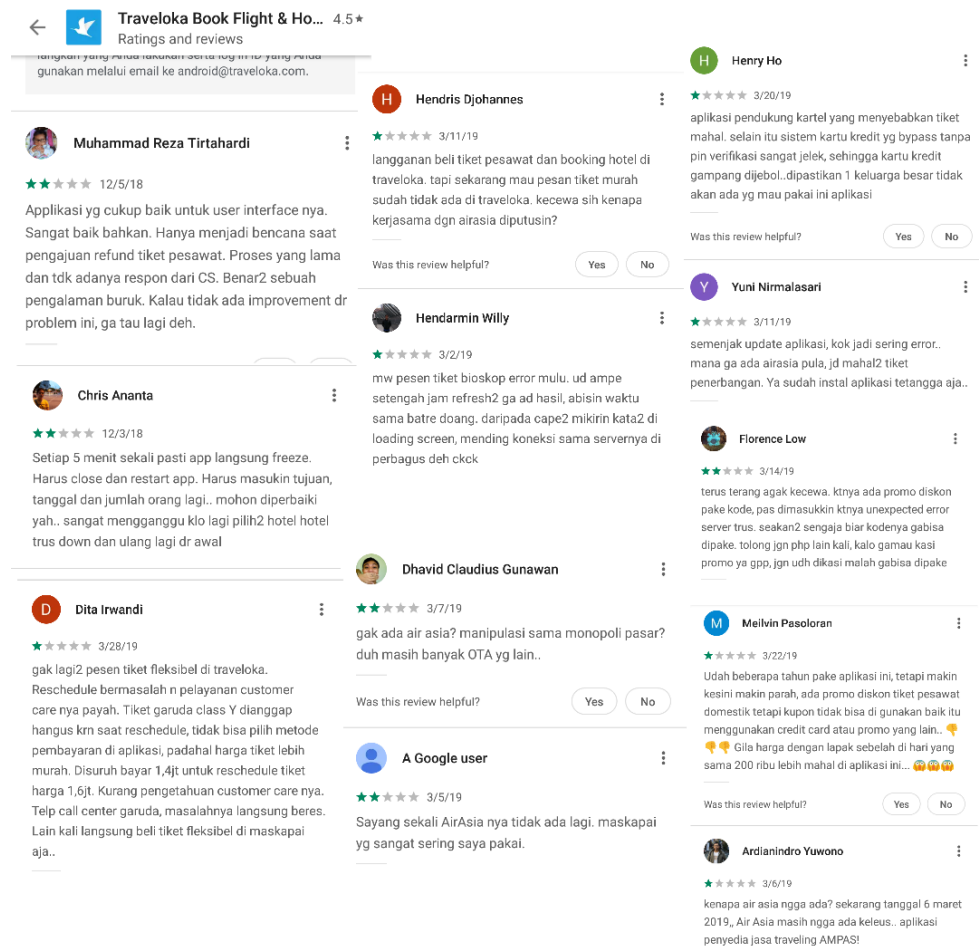 Traveloka Book Flight & Ho... 4.5★
Ratings and reviews
langkah yang Anda lakukan serta log in ID yang Anda
gunakan melalui email ke android@traveloka.com.
Muhammad Reza Tirtahardi
12/5/18
Applikasi yg cukup baik untuk user interface nya.
Sangat baik bahkan. Hanya menjadi bencana saat
pengajuan refund tiket pesawat. Proses yang lama
dan tdk adanya respon dari CS. Benar2 sebuah
pengalaman buruk. Kalau tidak ada improvement dr
problem ini, ga tau lagi deh.
Chris Ananta
12/3/18
Setiap 5 menit sekali pasti app langsung freeze.
Harus close dan restart app. Harus masukin tujuan,
tanggal dan jumlah orang lagi.. mohon diperbaiki
yah.. sangat mengganggu klo lagi pilih2 hotel hotel
trus down dan ulang lagi dr awal
D
Dita Irwandi
3/28/19
gak lagi2 pesen tiket fleksibel di traveloka.
Reschedule bermasalah n pelayanan customer
care nya payah. Tiket garuda class Y dianggap
hangus krn saat reschedule, tidak bisa pilih metode
pembayaran di aplikasi, padahal harga tiket lebih
murah. Disuruh bayar 1,4jt untuk reschedule tiket
harga 1,6jt. Kurang pengetahuan customer care nya.
Telp call center garuda, masalahnya langsung beres.
Lain kali langsung beli tiket fleksibel di maskapai
aja..
H
Hendris Djohannes
3/11/19
langganan beli tiket pesawat dan booking hotel di
traveloka. tapi sekarang mau pesan tiket murah
sudah tidak ada di traveloka. kecewa sih kenapa
kerjasama dgn airasia diputusin?
Was this review helpful? Yes No
Hendarmin Willy
3/2/19
mw pesen tiket bioskop error mulu. ud ampe
setengah jam refresh2 ga ad hasil, abisin waktu
sama batre doang. daripada cape2 mikirin kata2 di
loading screen, mending koneksi sama servernya di
perbagus deh ckck
Dhavid Claudius Gunawan
3/7/19
gak ada air asia? manipulasi sama monopoli pasar?
duh masih banyak OTA yg lain..
Was this review helpful? Yes No
A Google user
3/5/19
Sayang sekali AirAsia nya tidak ada lagi. maskapai
yg sangat sering saya pakai.
H
Henry Ho
3/20/19
aplikasi pendukung kartel yang menyebabkan tiket
mahal. selain itu sistem kartu kredit yg bypass tanpa
pin verifikasi sangat jelek, sehingga kartu kredit
gampang dijebol..dipastikan 1 keluarga besar tidak
akan ada yg mau pakai ini aplikasi
Was this review helpful? Yes No
Y
Yuni Nirmalasari
3/11/19
semenjak update aplikasi, kok jadi sering error..
mana ga ada airasia pula, jd mahal2 tiket
penerbangan. Ya sudah instal aplikasi tetangga aja..
Florence Low
3/14/19
terus terang agak kecewa. ktnya ada promo diskon
pake kode, pas dimasukkin ktnya unexpected error
server trus. seakan2 sengaja biar kodenya gabisa
dipake. tolong jgn php lain kali, kalo gamau kasi
promo ya gpp, jgn udh dikasi malah gabisa dipake
M
Meilvin Pasoloran
3/22/19
Udah beberapa tahun pake aplikasi ini, tetapi makin
kesini makin parah, ada promo diskon tiket pesawat
domestik tetapi kupon tidak bisa di gunakan baik itu
menggunakan credit card atau promo yang lain.. 👎
👎👎 Gila harga dengan lapak sebelah di hari yang
sama 200 ribu lebih mahal di aplikasi ini... 😱😱😱
Was this review helpful? Yes No
Ardianindro Yuwono
3/6/19
kenapa air asia ngga ada? sekarang tanggal 6 maret
2019,, Air Asia masih ngga ada keleus.. aplikasi
penyedia jasa traveling AMPAS!